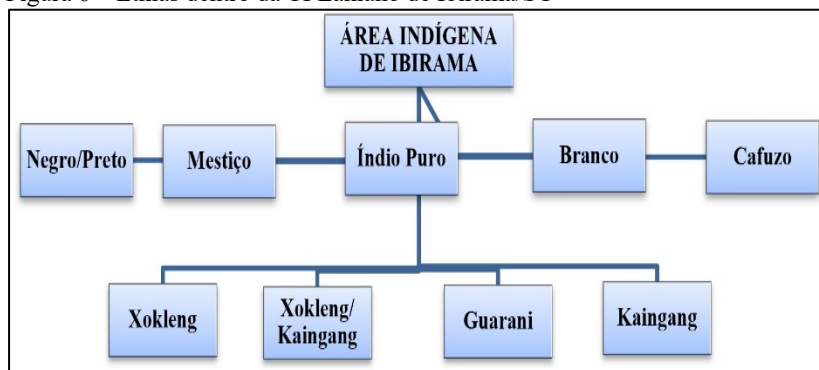 ÁREA INDÍGENA
DE IBIRAMA
Negro/Preto
Mestiço
Índio Puro
Branco
Cafuzo
Xokleng
Xokleng/
Kaingang
Guarani
Kaingang